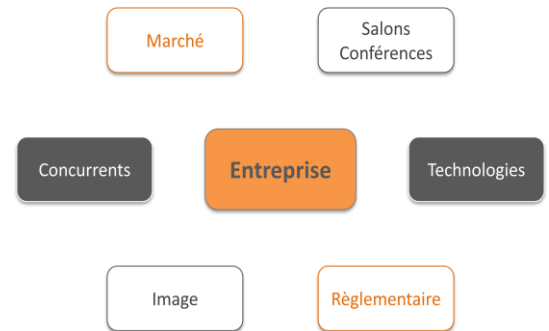 Marché
Salons
Conférences
Concurrents
Entreprise
Technologies
Image
Règlementaire